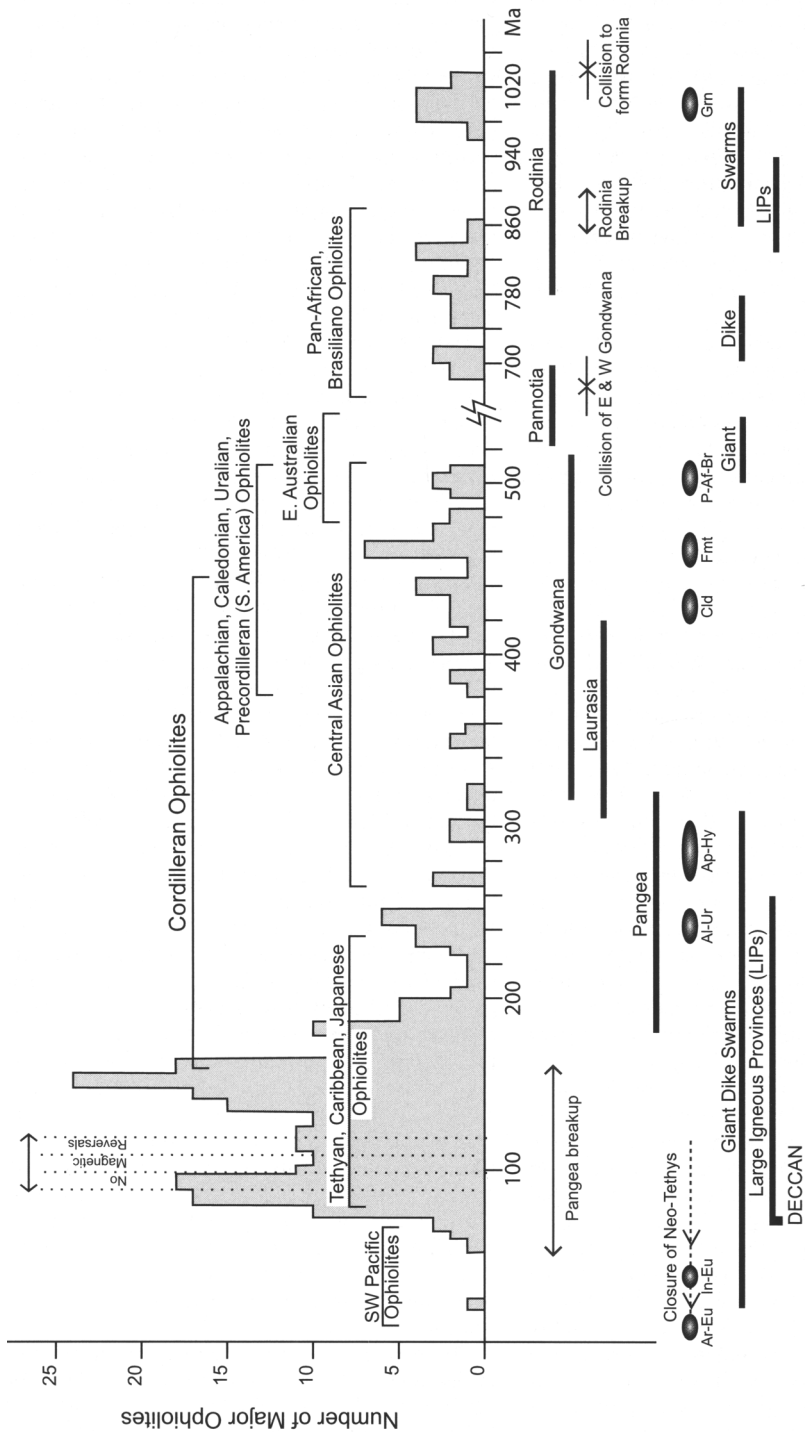 Number of Major Ophiolites
25
20
15
10
5
0
No
Magnetic
Reversals
Cordilleran Ophiolites
Appalachian, Caledonian, Uralian,
Precordilleran (S. America) Ophiolites
E. Australian
Ophiolites
Pan-African,
Brasiliano Ophiolites
Central Asian Ophiolites
Tethyan, Caribbean, Japanese
Ophiolites
SW Pacific
Ophiolites
100
200
300
400
500
700
780
860
940
1020
Ma
Pangea breakup
Pangea
Laurasia
Gondwana
Pannotia
Rodinia
Collision of E & W Gondwana
Rodinia
Breakup
Collision to
form Rodinia
Closure of Neo-Tethys
Ar-Eu
In-Eu
Al-Ur
Ap-Hy
Cld
Fmt
P-Af-Br
Grn
Giant Dike Swarms
Giant
Dike
Swarms
Large Igneous Provinces (LIPs)
LIPs
DECCAN